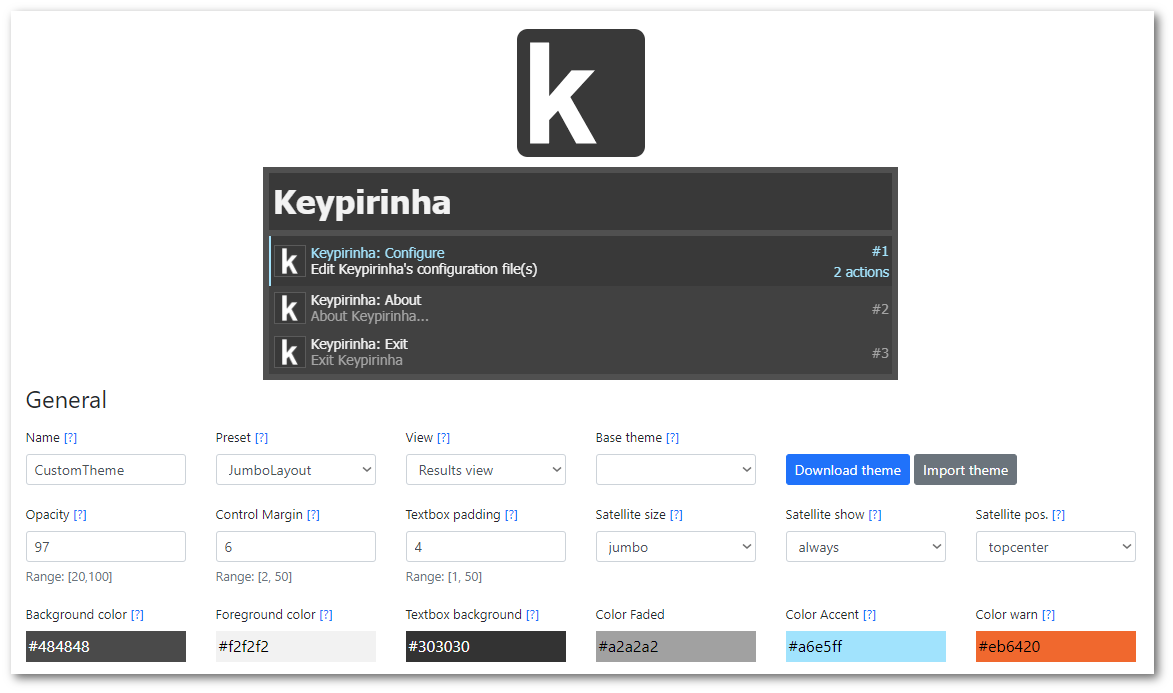 k
Keypirinha
k Keypirinha: Configure #1
Edit Keypirinha's configuration file(s) 2 actions
k Keypirinha: About #2
About Keypirinha...
k Keypirinha: Exit #3
Exit Keypirinha
General
Name [?] Preset [?] View [?] Base theme [?]
CustomTheme JumboLayout Results view Download theme Import theme
Opacity [?] Control Margin [?] Textbox padding [?] Satellite size [?] Satellite show [?] Satellite pos. [?]
97 6 4 jumbo always topcenter
Range: [20,100] Range: [2, 50] Range: [1, 50]
Background color [?] Foreground color [?] Textbox background [?] Color Faded Color Accent [?] Color warn [?]
#484848 #f2f2f2 #303030 #a2a2a2 #a6e5ff #eb6420